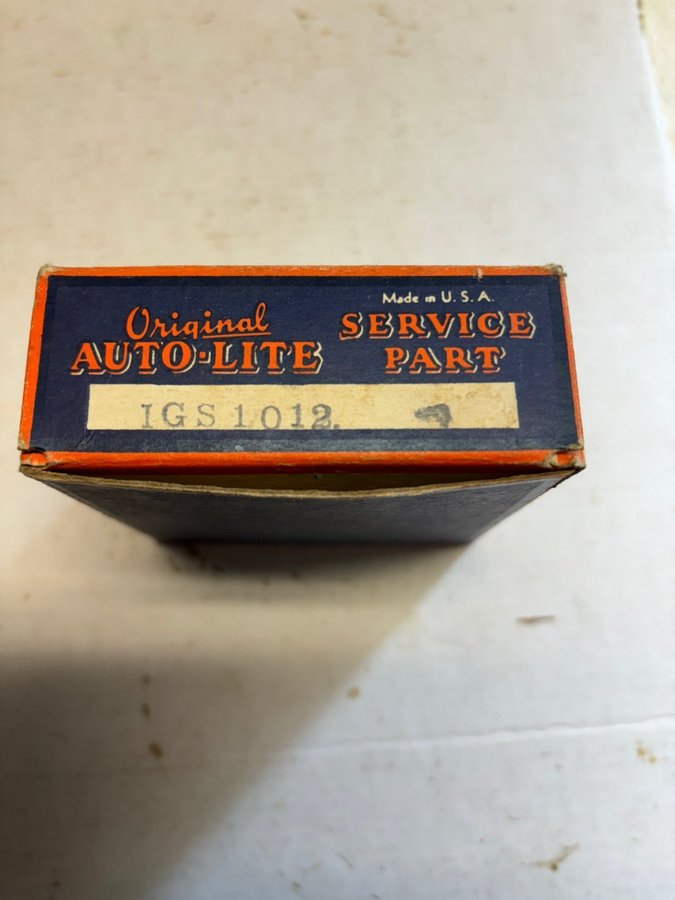 Original
AUTO-LITE
Made in U.S.A.
SERVICE
PART
IGS 1012.